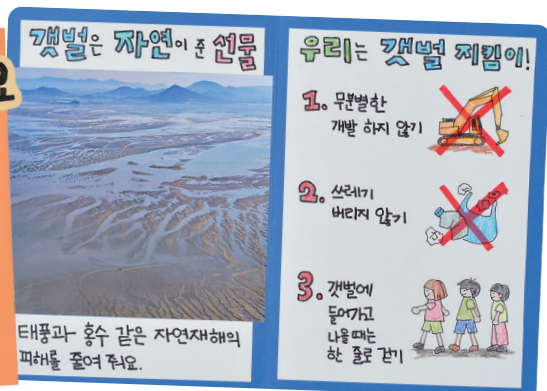 요
갯벌은 자연이 준 선물
태풍과 홍수 같은 자연재해의
피해를 줄여 줘요.
우리는 갯벌 지킴이!
1. 무분별한
개발 하지 않기
2. 쓰레기
버리지 않기
3. 갯벌에
들어가고
나올 때는
한 줄로 걷기